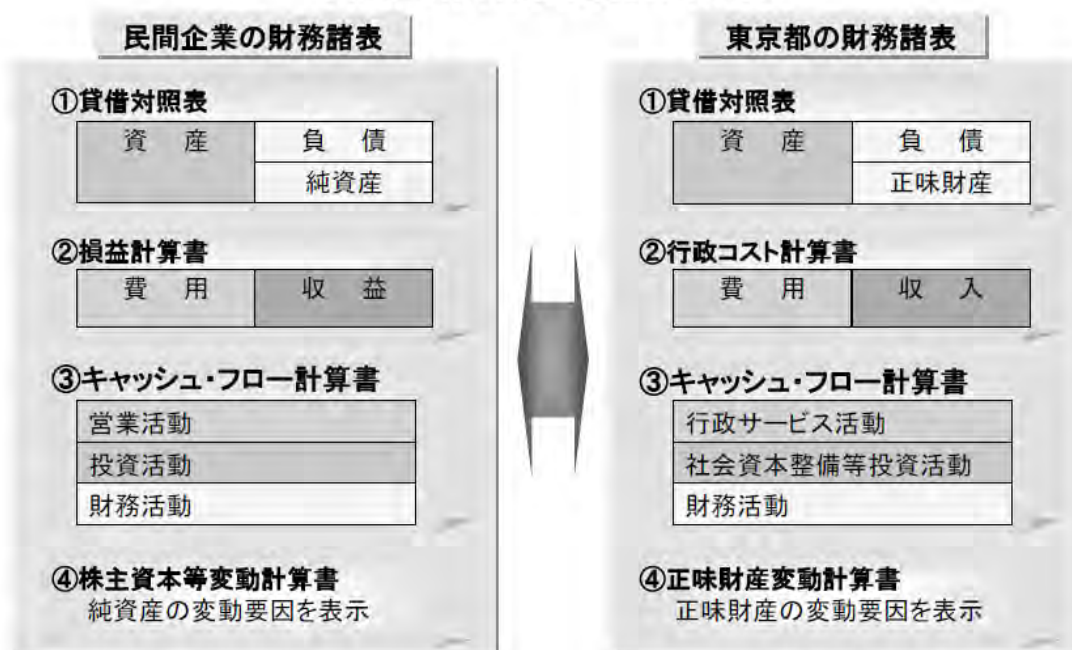 民間企業の財務諸表
①貸借対照表
資 産
負 債
純資産
②損益計算書
費 用
収 益
③キャッシュ・フロー計算書
営業活動
投資活動
財務活動
④株主資本等変動計算書
純資産の変動要因を表示
東京都の財務諸表
①貸借対照表
資 産
負 債
正味財産
②行政コスト計算書
費 用
収 入
③キャッシュ・フロー計算書
行政サービス活動
社会資本整備等投資活動
財務活動
④正味財産変動計算書
正味財産の変動要因を表示